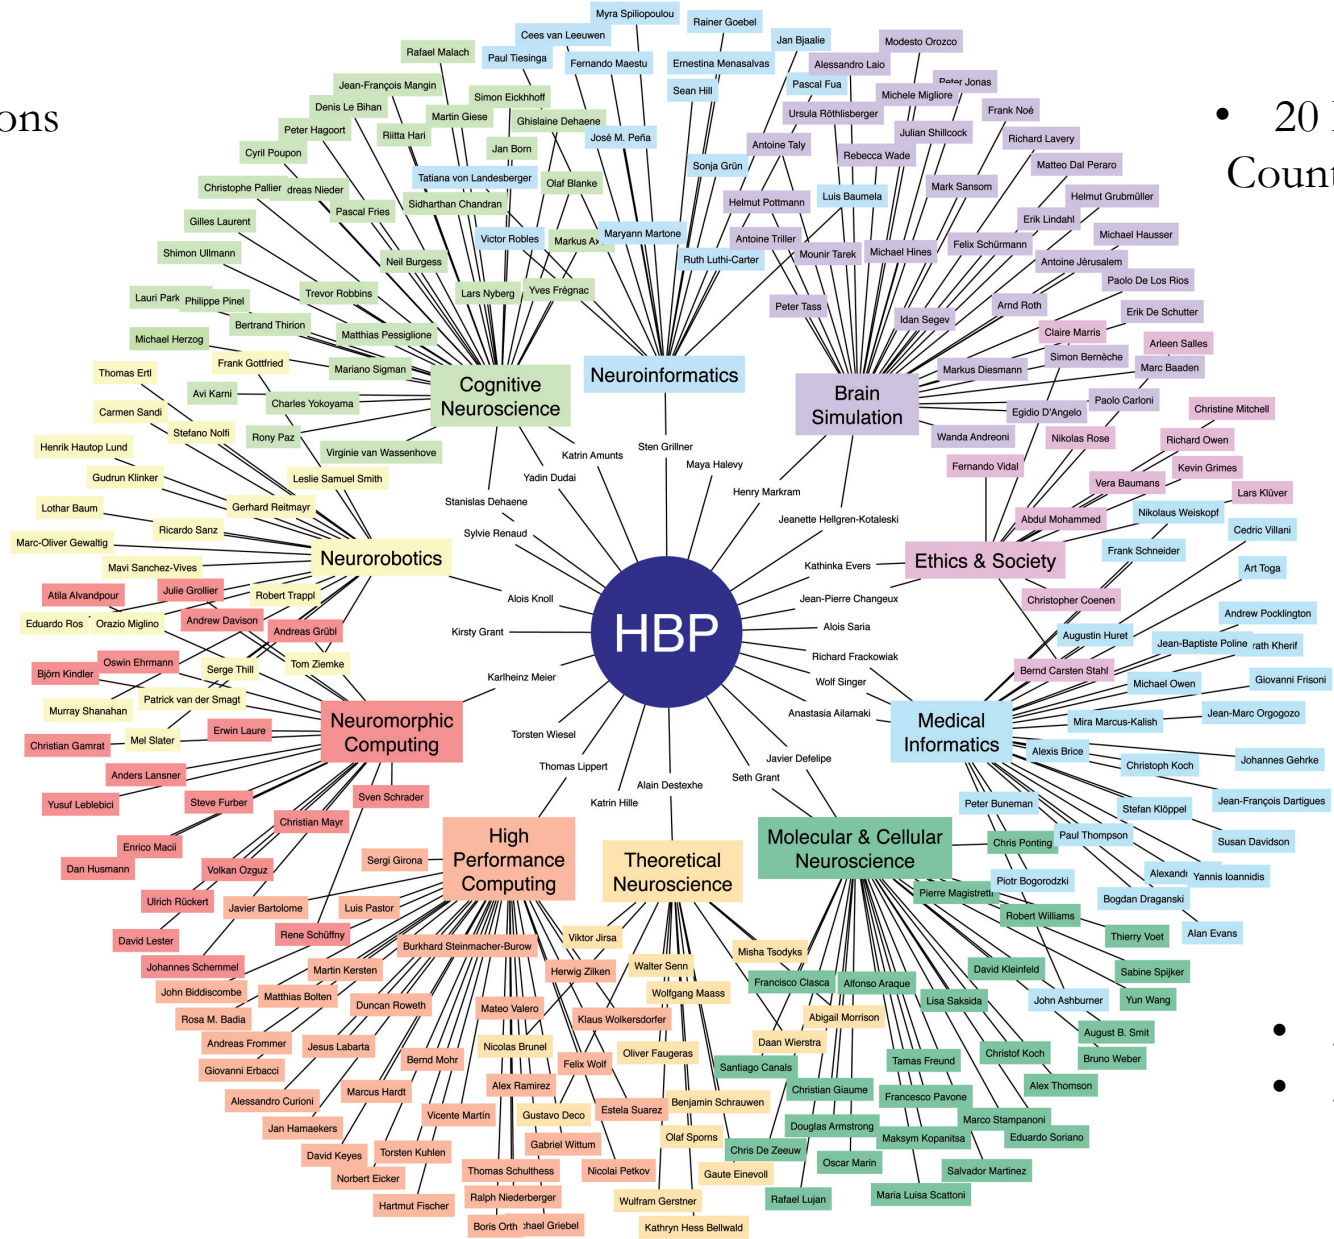 Myra Spiliopoulou
Rainer Goebel
Cees van Leeuwen
Jan Bjaalie
Modesto Orozco
Rafael Malach
Paul Tiesinga
Fernando Maestu
Ernestina Menasalvas
Alessandro Laio
Jean-François Mangin
Sean Hill
Pascal Fua
Peter Jonas
Simon Eickhhoff
Michele Migliore
Denis Le Bihan
Martin Giese
Ghislaine Dehaene
Ursula Röthlisberger
Frank Noé
ons
• 20
Peter Hagoort
Riitta Hari
José M. Peña
Antoine Taly
Julian Shillcock
Richard Lavery
Cyril Poupon
Jan Born
Rebecca Wade
Matteo Dal Peraro
Count
Tatiana von Landesberger
Sonja Grün
Christophe Pallier
dreas Nieder
Olaf Blanke
Luis Baumela
Mark Sansom
Helmut Grubmüller
Pascal Fries
Sidharthan Chandran
Helmut Pottmann
Gilles Laurent
Erik Lindahl
Victor Robles
Markus Ax
Maryann Martone
Antoine Triller
Michael Hausser
Shimon Ullmann
Neil Burgess
Ruth Luthi-Carter
Mounir Tarek
Michael Hines
Felix Schürmann
Antoine Jérusalem
Paolo De Los Rios
Lauri Park
Philippe Pinel
Trevor Robbins
Lars Nyberg
Yves Frégnac
Peter Tass
Arnd Roth
Erik De Schutter
Bertrand Thirion
Idan Segev
Michael Herzog
Matthias Pessiglione
Claire Marris
Arleen Salles
Frank Gottfried
Simon Bernèche
Thomas Ertl
Mariano Sigman
Markus Diesmann
Marc Baaden
Cognitive
Neuroscience
Neuroinformatics
Brain
Simulation
Avi Karni
Charles Yokoyama
Paolo Carloni
Carmen Sandi
Egidio D'Angelo
Christine Mitchell
Stefano Nolfi
Rony Paz
Wanda Andreoni
Nikolas Rose
Richard Owen
Henrik Hautop Lund
Virginie van Wassenhove
Katrin Amunts
Sten Grillner
Maya Halevy
Fernando Vidal
Kevin Grimes
Gudrun Klinker
Leslie Samuel Smith
Yadin Dudai
Henry Markram
Vera Baumans
Lars Klüver
Lothar Baum
Gerhard Reitmayr
Stanislas Dehaene
Jeanette Hellgren-Kotaleski
Abdul Mohammed
Nikolaus Weiskopf
Ricardo Sanz
Sylvie Renaud
Cedric Villani
Marc-Oliver Gewaltig
Neurorobotics
Kathinka Evers
Ethics & Society
Frank Schneider
Mavi Sanchez-Vives
Art Toga
Atila Alvandpour
Julie Grollier
Robert Trappl
Alois Knoll
Jean-Pierre Changeux
Christopher Coenen
Andrew Pocklington
Eduardo Ros
Orazio Miglino
Andrew Davison
Andreas Grübl
Kirsty Grant
HBP
Alois Saria
Augustin Huret
Jean-Baptiste Poline
rath Kherif
Björn Kindler
Oswin Ehrmann
Serge Thill
Tom Ziemke
Karlheinz Meier
Richard Frackowiak
Wolf Singer
Bernd Carsten Stahl
Michael Owen
Giovanni Frisoni
Murray Shanahan
Patrick van der Smagt
Anastasia Ailamaki
Mira Marcus-Kalish
Jean-Marc Orgogozo
Neuromorphic
Computing
Medical
Informatics
Christian Gamrat
Mel Slater
Erwin Laure
Torsten Wiesel
Alexis Brice
Christoph Koch
Johannes Gehrke
Anders Lansner
Thomas Lippert
Alain Destexhe
Seth Grant
Javier Defelipe
Yusuf Leblebici
Steve Furber
Sven Schrader
Katrin Hille
Peter Buneman
Stefan Klöppel
Jean-François Dartigues
Christian Mayr
Enrico Macii
High
Performance
Computing
Theoretical
Neuroscience
Molecular & Cellular
Neuroscience
Chris Ponting
Paul Thompson
Susan Davidson
Dan Husmann
Volkan Ozguz
Sergi Girona
Piotr Bogorodzki
Alexandr
Yannis Ioannidis
Ulrich Rückert
Javier Bartolome
Luis Pastor
Pierre Magistretti
Bogdan Draganski
Robert Williams
David Lester
Rene Schüffny
Burkhard Steinmacher-Burow
Viktor Jirsa
Misha Tsodyks
Thierry Voet
Alan Evans
Johannes Schemmel
Martin Kersten
Herwig Zilken
Walter Senn
David Kleinfeld
Sabine Spijker
John Biddiscombe
Matthias Bolten
Duncan Roweth
Mateo Valero
Wolfgang Maass
Francisco Clasca
Alfonso Araque
Lisa Saksida
John Ashburner
Yun Wang
Rosa M. Badia
Klaus Wolkersdorfer
Abigail Morrison
August B. Smit
Andreas Frommer
Jesus Labarta
Nicolas Brunel
Oliver Faugeras
Daan Wierstra
Christof Koch
Bruno Weber
Giovanni Erbacci
Bernd Mohr
Felix Wolf
Santiago Canals
Tamas Freund
Alex Thomson
Alessandro Curioni
Marcus Hardt
Alex Ramirez
Benjamin Schrauwen
Christian Giaume
Francesco Pavone
Jan Hamaekers
Vicente Martín
Gustavo Deco
Estela Suarez
Douglas Armstrong
Marco Stampanoni
David Keyes
Torsten Kuhlen
Gabriel Wittum
Olaf Sporns
Chris De Zeeuw
Maksym Kopanitsa
Eduardo Soriano
Norbert Eicker
Thomas Schulthess
Nicolai Petkov
Gaute Einevoll
Oscar Marin
Salvador Martinez
Hartmut Fischer
Ralph Niederberger
Wulfram Gerstner
Rafael Lujan
Maria Luisa Scattoni
Boris Orth
chael Griebel
Kathryn Hess Bellwald
•
•